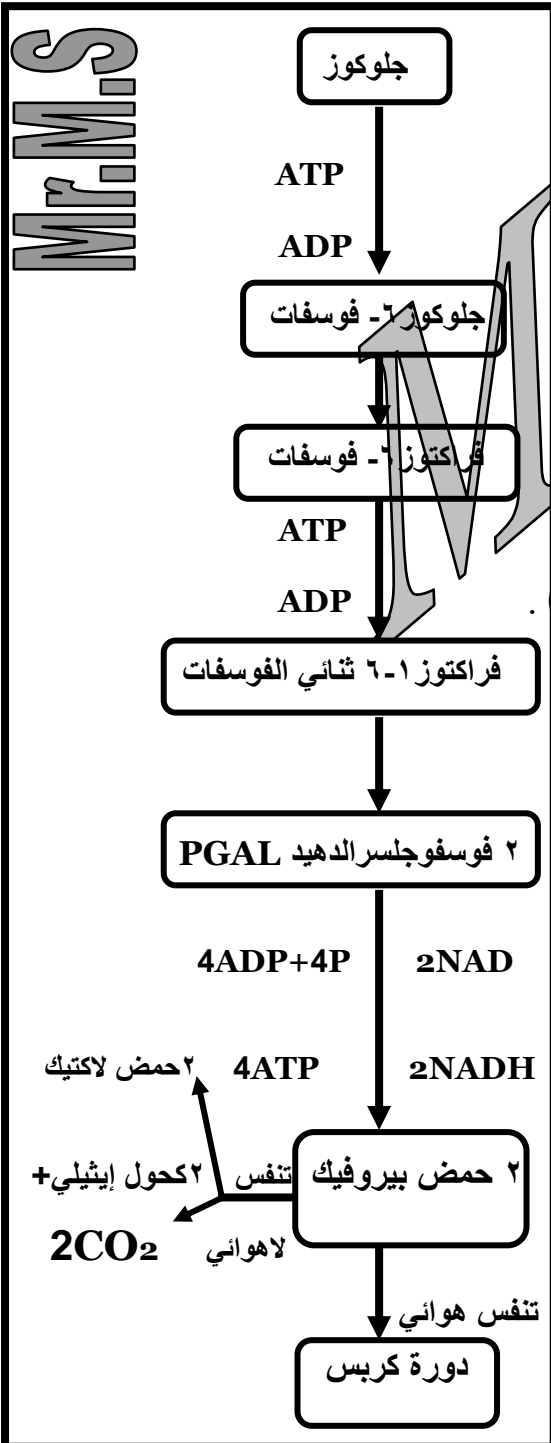 Mr.M.S
جلوكوز
ATP
ADP
جلوكوز٦- فوسفات
فراكتوز٦- فوسفات
ATP
ADP
فراكتوز١-٦ ثنائي الفوسفات
٢ فوسفوجلسرالدهيد PGAL
4ADP+4P 2NAD
٢حمض لاكتيك 4ATP 2NADH
٢ حمض بيروفيك
تنفس
لاهوائي
٢كحول إيثيلي+
2CO2
تنفس هوائي
دورة كربس
M